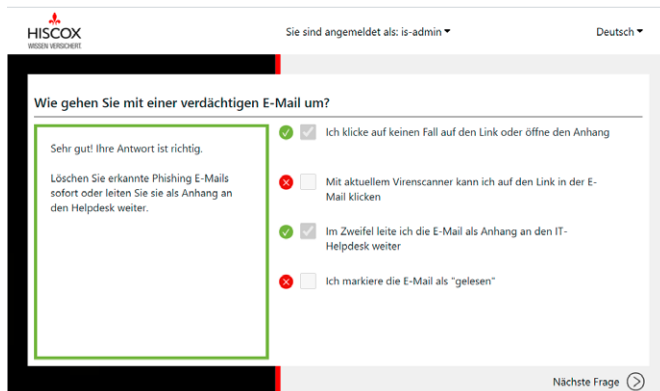 HISCOX
WISSEN VERSICHERT.
Sie sind angemeldet als: is-admin
Deutsch
Wie gehen Sie mit einer verdächtigen E-Mail um?
Sehr gut! Ihre Antwort ist richtig.
Löschen Sie erkannte Phishing E-Mails
sofort oder leiten Sie sie als Anhang an
den Helpdesk weiter.
Ich klicke auf keinen Fall auf den Link oder öffne den Anhang
Mit aktuellem Virenscanner kann ich auf den Link in der E-
Mail klicken
Im Zweifel leite ich die E-Mail als Anhang an den IT-
Helpdesk weiter
Ich markiere die E-Mail als "gelesen"
Nächste Frage